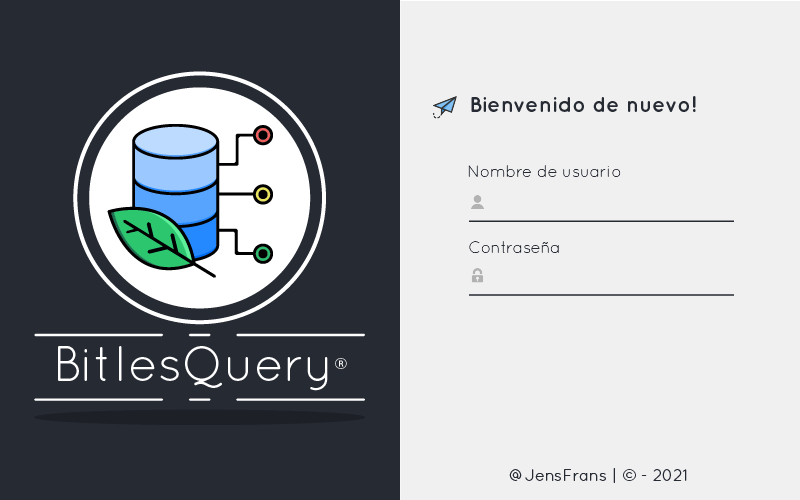 BitlesQuery®
Bienvenido de nuevo!
Nombre de usuario
Contraseña
@JensFrans | © - 2021